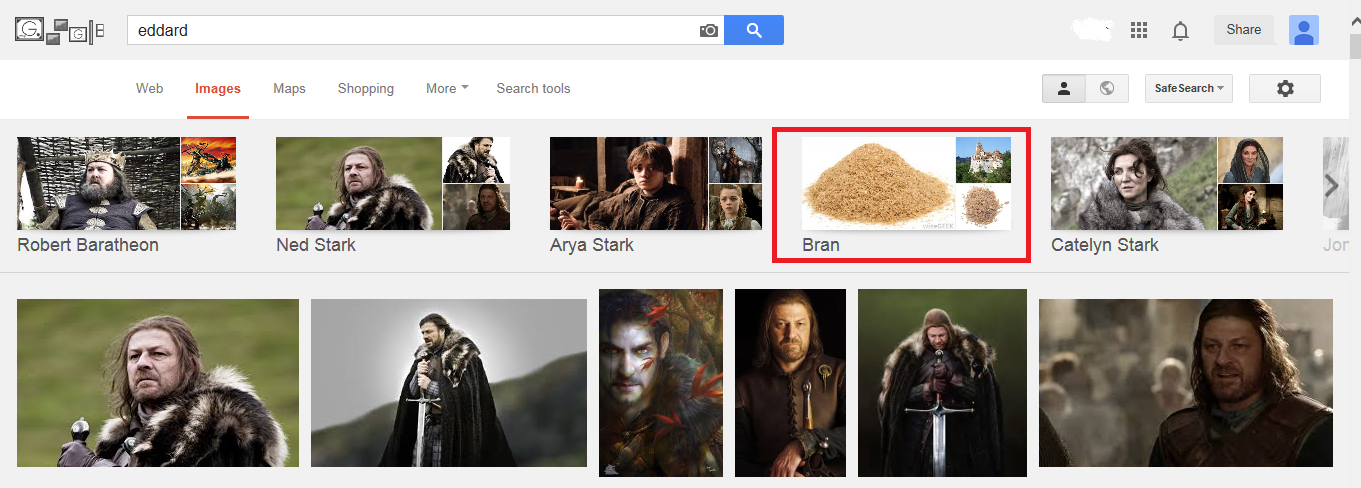 eddard
Share
Web Images Maps Shopping More Search tools
SafeSearch
wiseGEEK
Robert Baratheon Ned Stark Arya Stark Bran Catelyn Stark